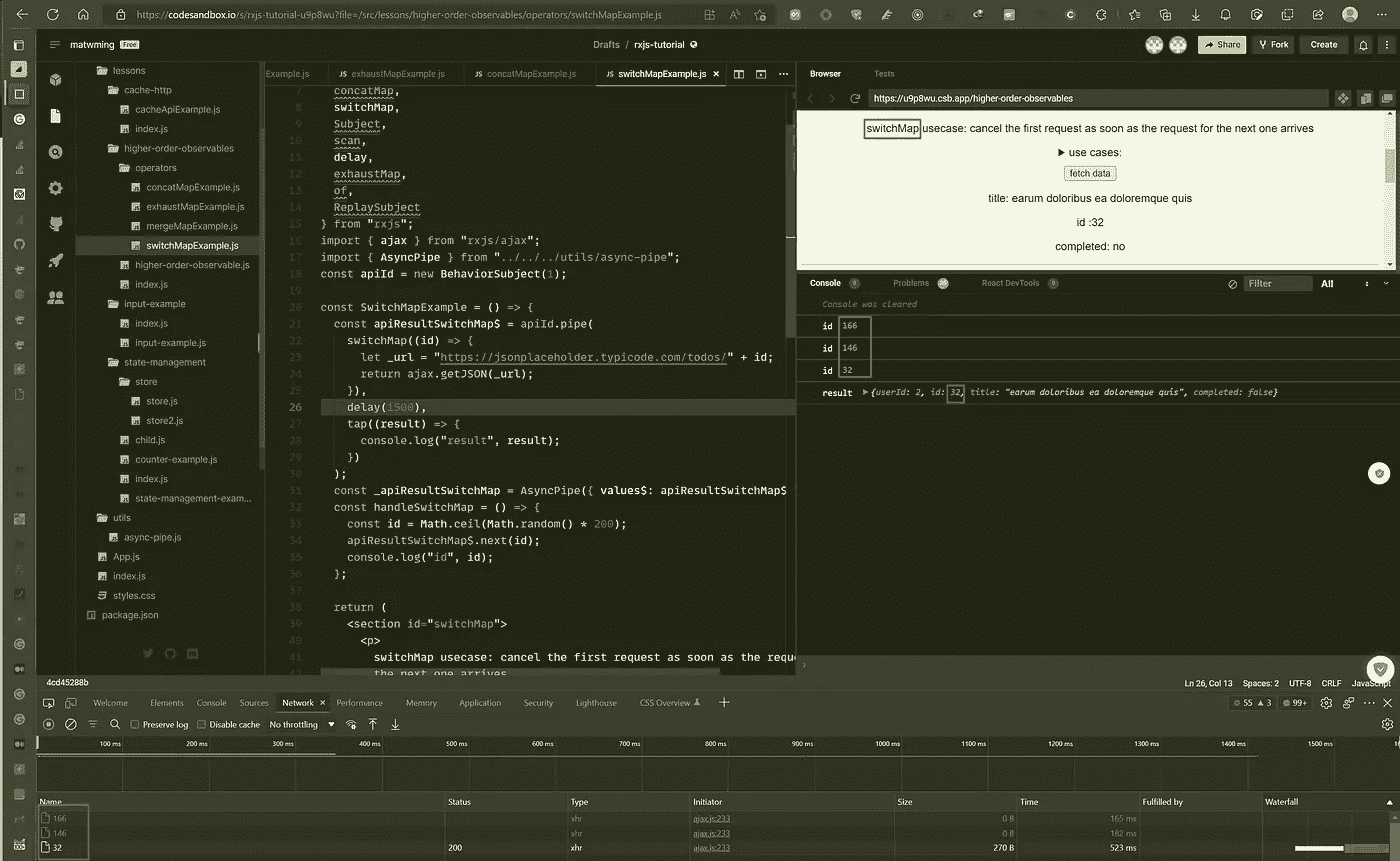 https://codesandbox.io/s/rxjs-tutorial-u9p8wu?file=/src/lessons/higher-order-observables/operators/switchMapExample.js
matwming Free
Drafts / rxjs-tutorial
Share
Fork
Create
lessons
cache-http
cacheApiExample.js
index.js
higher-order-observables
operators
concatMapExample.js
exhaustMapExample.js
mergeMapExample.js
switchMapExample.js
higher-order-observable.js
index.js
input-example
index.js
input-example.js
state-management
store
store.js
store2.js
child.js
counter-example.js
index.js
state-management-exam...
utils
async-pipe.js
App.js
index.js
styles.css
package.json
Example.js
JS exhaustMapExample.js
JS concatMapExample.js
JS switchMapExample.js
7 concatMap,
8 switchMap,
9 Subject,
10 scan,
11 delay,
12 exhaustMap,
13 of,
14 ReplaySubject
15 } from "rxjs";
16 import { ajax } from "rxjs/ajax";
17 import { AsyncPipe } from "../../../utils/async-pipe";
18 const apiId = new BehaviorSubject(1);
19
20 const SwitchMapExample = () => {
21 const apiResultSwitchMap$ = apiId.pipe(
22 switchMap((id) => {
23 let _url = "https://jsonplaceholder.typicode.com/todos/" + id;
24 return ajax.getJSON(_url);
25 }),
26 delay(1500),
27 tap((result) => {
28 console.log("result", result);
29 })
30 );
31 const _apiResultSwitchMap = AsyncPipe({ values$: apiResultSwitchMap$
32 const handleSwitchMap = () => {
33 const id = Math.ceil(Math.random() * 200);
34 apiResultSwitchMap$.next(id);
35 console.log("id", id);
36 };
37
38 return (
39 <section id="switchMap">
40 <p>
41 switchMap usecase: cancel the first request as soon as the requ
the next one arrives
Browser
Tests
https://u9p8wu.csb.app/higher-order-observables
switchMap usecase: cancel the first request as soon as the request for the next one arrives
▶ use cases:
fetch data
title: earum doloribus ea doloremque quis
id :32
completed: no
Console
Problems
React DevTools
Filter
All
Console was cleared
id 166
id 146
id 32
result ▶{userId: 2, id: 32, title: "earum doloribus ea doloremque quis", completed: false}
4cd45288b
Ln 26, Col 13
Spaces: 2
UTF-8
CRLF
JavaScript
Welcome
Elements
Console
Sources
Network
Performance
Memory
Application
Security
Lighthouse
CSS Overview
55
3
99+
Preserve log
Disable cache
No throttling
100 ms
200 ms
300 ms
400 ms
500 ms
600 ms
700 ms
800 ms
900 ms
1000 ms
1100 ms
1200 ms
1300 ms
1400 ms
1500 ms
Name Status Type Initiator Size Time Fulfilled by Waterfall
166 xhr ajax.js:233 0 B 165 ms
146 xhr ajax.js:233 0 B 182 ms
32 200 xhr ajax.js:233 270 B 523 ms